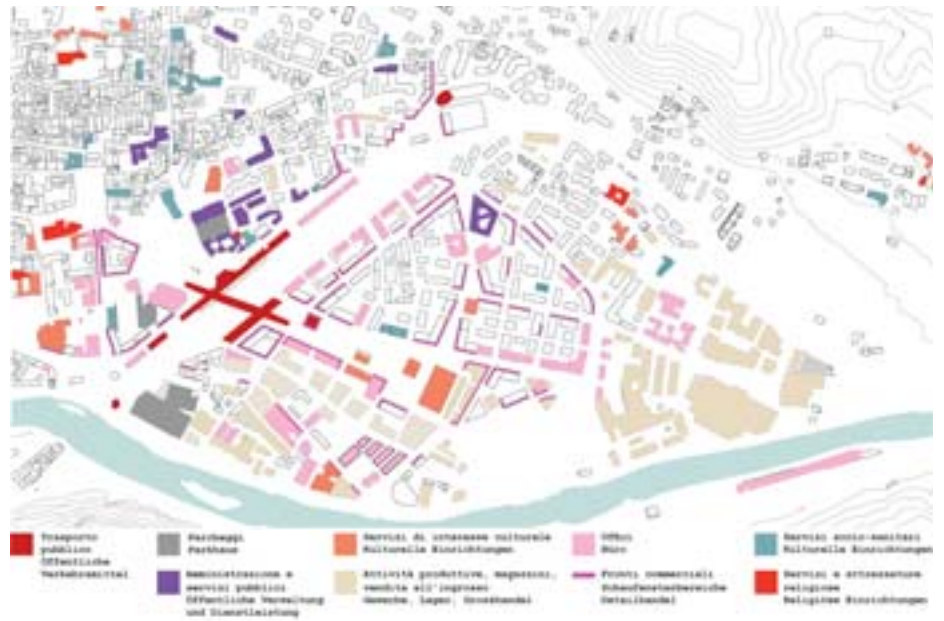 Trasporto
pubblico
Öffentliche
Verkehrsmittel
Parcheggi
Parkhaus
Amministrazione e
servizi pubblici
Öffentliche Verwaltung
und Dienstleistung
Servizi di interesse culturale
Kulturelle Einrichtungen
Attività produttive, magazzini,
vendita all'ingrosso
Gewerbe, Lager, Grosshandel
Uffici
Büro
Fronti commerciali
Schaufensterbereiche
Detailhandel
Servizi socio-sanitari
Kulturelle Einrichtungen
Servizi e attrezzature
religiose
Religiöse Einrichtungen